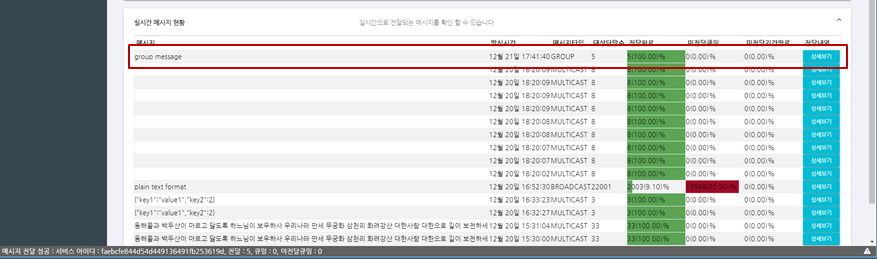 실시간 메시지 현황 실시간으로 전달되는 메시지를 확인 할 수 있습니다
메시지 발신시간 메시지타입 대상단말수 전달완료 미전달큐잉 미전달기간만료 전달내역
group message 12월 21일 17:41:40 GROUP 5 5(100.00)% 0(0.00)% 0(0.00)% 상세보기
12월 20일 18:20:09 MULTICAST 8 8(100.00)% 0(0.00)% 0(0.00)% 상세보기
12월 20일 18:20:09 MULTICAST 8 8(100.00)% 0(0.00)% 0(0.00)% 상세보기
12월 20일 18:20:09 MULTICAST 8 8(100.00)% 0(0.00)% 0(0.00)% 상세보기
12월 20일 18:20:09 MULTICAST 8 8(100.00)% 0(0.00)% 0(0.00)% 상세보기
12월 20일 18:20:08 MULTICAST 8 8(100.00)% 0(0.00)% 0(0.00)% 상세보기
12월 20일 18:20:08 MULTICAST 8 8(100.00)% 0(0.00)% 0(0.00)% 상세보기
12월 20일 18:20:08 MULTICAST 8 8(100.00)% 0(0.00)% 0(0.00)% 상세보기
12월 20일 18:20:07 MULTICAST 8 8(100.00)% 0(0.00)% 0(0.00)% 상세보기
12월 20일 18:20:02 MULTICAST 8 8(100.00)% 0(0.00)% 0(0.00)% 상세보기
plain text format 12월 20일 16:52:30 BROADCAST 22001 2003(9.10)% 19998(90.90)% 0(0.00)% 상세보기
{"key1":"value1","key2":2} 12월 20일 16:33:23 MULTICAST 3 3(100.00)% 0(0.00)% 0(0.00)% 상세보기
{"key1":"value1","key2":2} 12월 20일 16:32:27 MULTICAST 3 3(100.00)% 0(0.00)% 0(0.00)% 상세보기
동해물과 백두산이 마르고 닳도록 하느님이 보우하사 우리나라 만세 무궁화 삼천리 화려강산 대한사람 대한으로 길이 보전하세 12월 20일 15:31:04 MULTICAST 33 33(100.00)% 0(0.00)% 0(0.00)% 상세보기
동해물과 백두산이 마르고 닳도록 하느님이 보우하사 우리나라 만세 무궁화 삼천리 화려강산 대한사람 대한으로 길이 보전하세 12월 20일 15:30:00 MULTICAST 33 33(100.00)% 0(0.00)% 0(0.00)% 상세보기
메시지 전달 성공 : 서비스 아이디 : faebcfe844d54d449136491fb253619d, 전달 : 5, 큐잉 : 0, 미전달큐잉 : 0